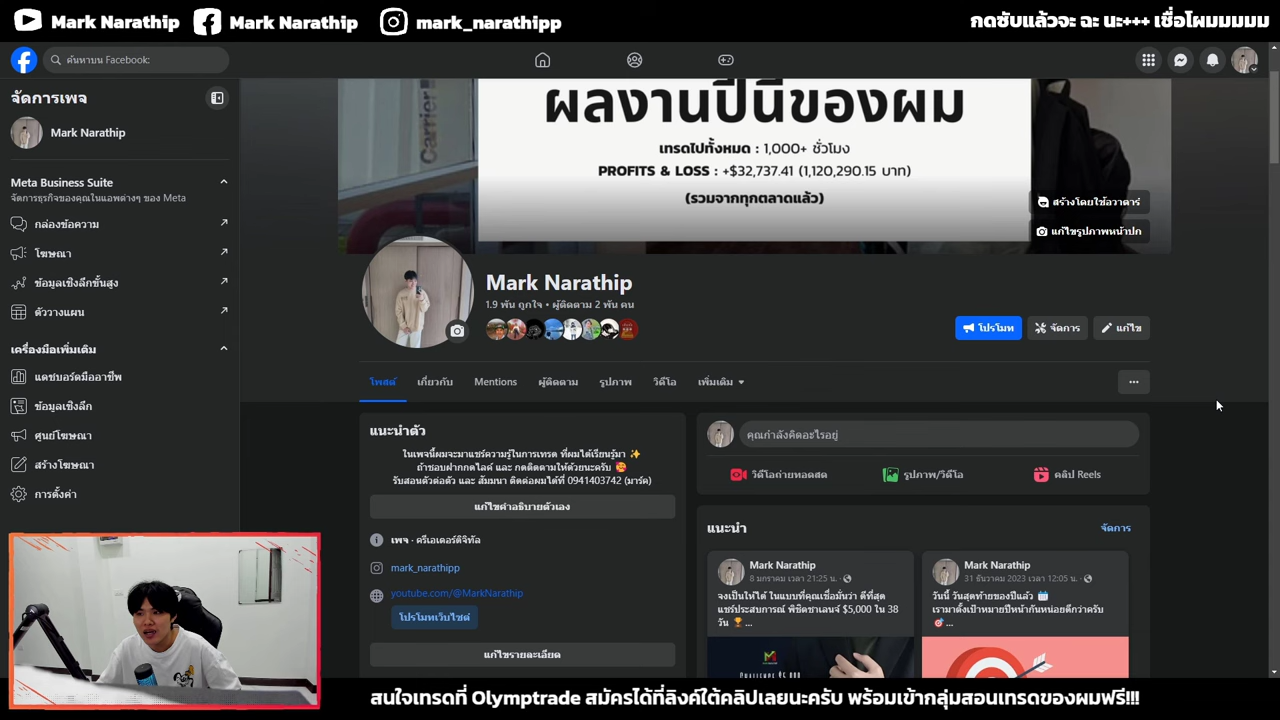 Mark Narathip Mark Narathip mark_narathipp กดซับแล้วจะ ฉะ นะ+++ เชื่อโผมมมมม
ค้นหาบน Facebook:
จัดการเพจ
Mark Narathip
Meta Business Suite
จัดการธุรกิจของคุณในแอพต่างๆ ของ Meta
กล่องข้อความ
โฆษณา
ข้อมูลเชิงลึกขั้นสูง
ตัววางแผน
เครื่องมือเพิ่มเติม
แดชบอร์ดมืออาชีพ
ข้อมูลเชิงลึก
ศูนย์โฆษณา
สร้างโฆษณา
การตั้งค่า
Carrier
ผลงานปีนี้ของผม
เทรดไปทั้งหมด : 1,000+ ชั่วโมง
PROFITS & LOSS : +$32,737.41 (1,120,290.15 บาท)
(รวมจากทุกตลาดแล้ว)
สร้างโดยใช้อวาตาร์
แก้ไขรูปภาพหน้าปก
Mark Narathip
1.9 พัน ถูกใจ • ผู้ติดตาม 2 พัน คน
โปรโมท จัดการ แก้ไข
โพสต์ เกี่ยวกับ Mentions ผู้ติดตาม รูปภาพ วิดีโอ เพิ่มเติม
แนะนำตัว
ในเพจนี้ผมจะมาแชร์ความรู้ในการเทรด ที่ผมได้เรียนรู้มา ✨
ถ้าชอบฝากกดไลค์ และ กดติดตามให้ด้วยนะครับ 🥰
รับสอนตัวต่อตัว และ สัมมนา ติดต่อผมได้ที่ 0941403742 (มาร์ค)
แก้ไขคำอธิบายตัวเอง
เพจ · ครีเอเตอร์ดิจิทัล
mark_narathipp
youtube.com/@MarkNarathip
โปรโมทเว็บไซต์
แก้ไขรายละเอียด
คุณกำลังคิดอะไรอยู่
วิดีโอถ่ายทอดสด รูปภาพ/วิดีโอ คลิป Reels
แนะนำ จัดการ
Mark Narathip
8 มกราคม เวลา 21:25 น. ·
จงเป็นให้ได้ ในแบบที่คุณเชื่อมั่นว่า ดีที่สุด
แชร์ประสบการณ์ พิชิตชาเลนจ์ $5,000 ใน 38
วัน 🏆 ...
CHALLENGE $5,000
Mark Narathip
31 ธันวาคม 2023 เวลา 12:05 น. ·
วันนี้ วันสุดท้ายของปีแล้ว 🗓️
เรามาตั้งเป้าหมายปีหน้ากันหน่อยดีกว่าครับ
🎯 ...
สนใจเทรดที่ Olymptrade สมัครได้ที่ลิงค์ใต้คลิปเลยนะครับ พร้อมเข้ากลุ่มสอนเทรดของผมฟรี!!!